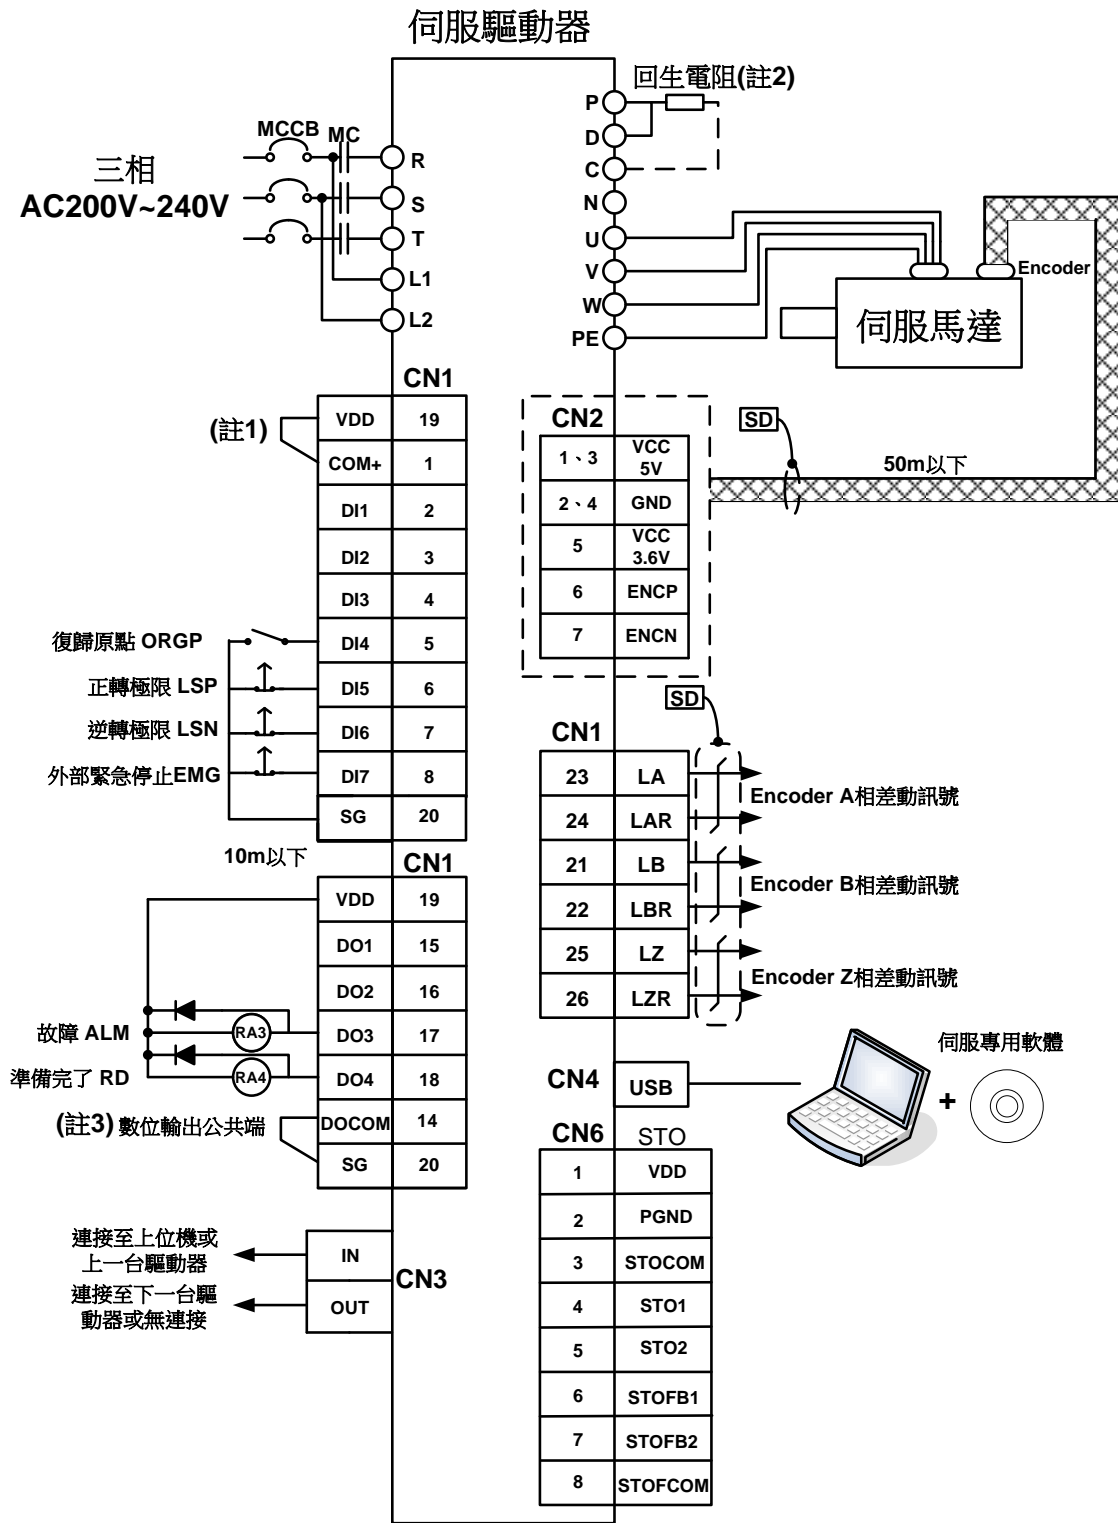 伺服驅動器
三相
AC200V~240V
MCCB
MC
R
S
T
L1
L2
P
D
C
N
U
V
W
PE
回生電阻(註2)
Encoder
伺服馬達
(註1)
CN1
VDD 19
COM+ 1
DI1 2
DI2 3
DI3 4
DI4 5
DI5 6
DI6 7
DI7 8
SG 20
復歸原點 ORGP
正轉極限 LSP
逆轉極限 LSN
外部緊急停止EMG
10m以下
CN2
1、3 VCC 5V
2、4 GND
5 VCC 3.6V
6 ENCP
7 ENCN
SD
50m以下
CN1
VDD 19
DO1 15
DO2 16
DO3 17
DO4 18
DOCOM 14
SG 20
故障 ALM
RA3
準備完了 RD
RA4
(註3) 數位輸出公共端
SD
CN1
23 LA
24 LAR
21 LB
22 LBR
25 LZ
26 LZR
Encoder A相差動訊號
Encoder B相差動訊號
Encoder Z相差動訊號
CN4
USB
伺服專用軟體
+
連接至上位機或
上一台驅動器
連接至下一台驅
動器或無連接
IN
OUT
CN3
CN6
STO
1 VDD
2 PGND
3 STOCOM
4 STO1
5 STO2
6 STOFB1
7 STOFB2
8 STOFCOM